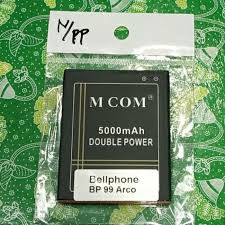 N/PP
M COM
5000mAh
DOUBLE POWER
Bellphone
BP 99 Arco